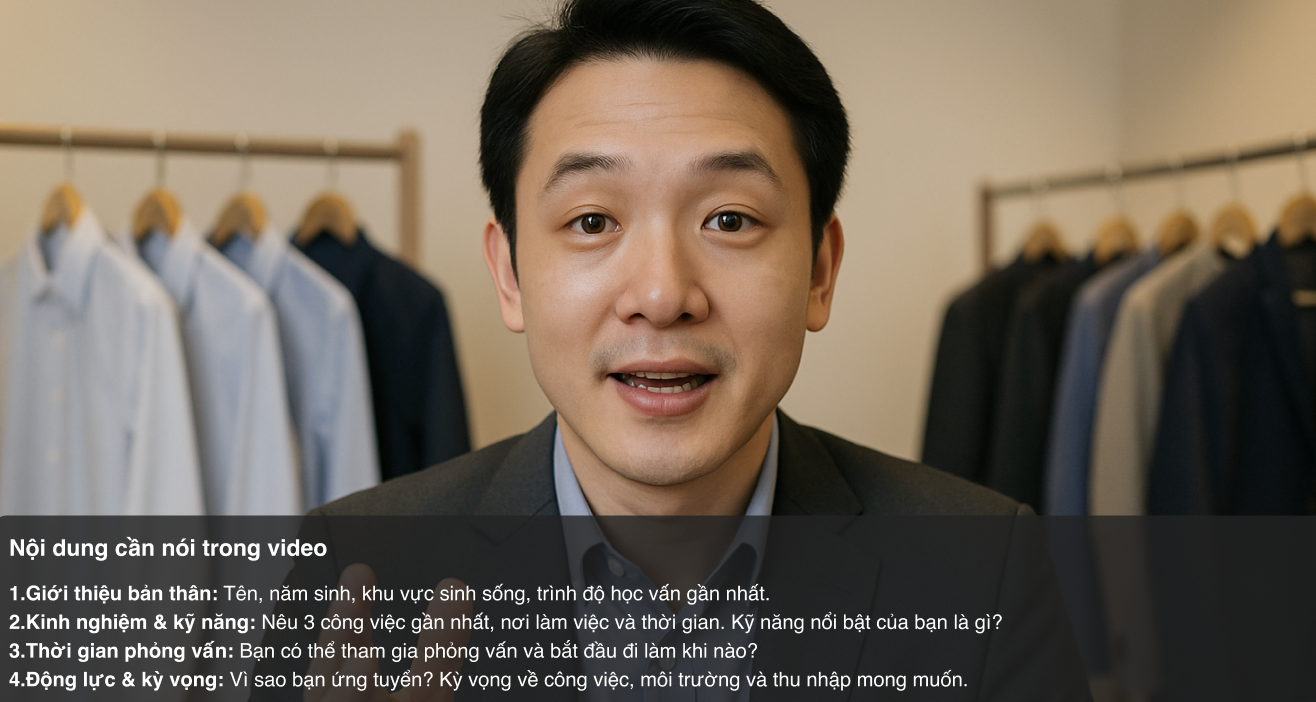 Nội dung cần nói trong video
1.Giới thiệu bản thân: Tên, năm sinh, khu vực sinh sống, trình độ học vấn gần nhất.
2.Kinh nghiệm & kỹ năng: Nêu 3 công việc gần nhất, nơi làm việc và thời gian. Kỹ năng nổi bật của bạn là gì?
3.Thời gian phỏng vấn: Bạn có thể tham gia phỏng vấn và bắt đầu đi làm khi nào?
4.Động lực & kỳ vọng: Vì sao bạn ứng tuyển? Kỳ vọng về công việc, môi trường và thu nhập mong muốn.